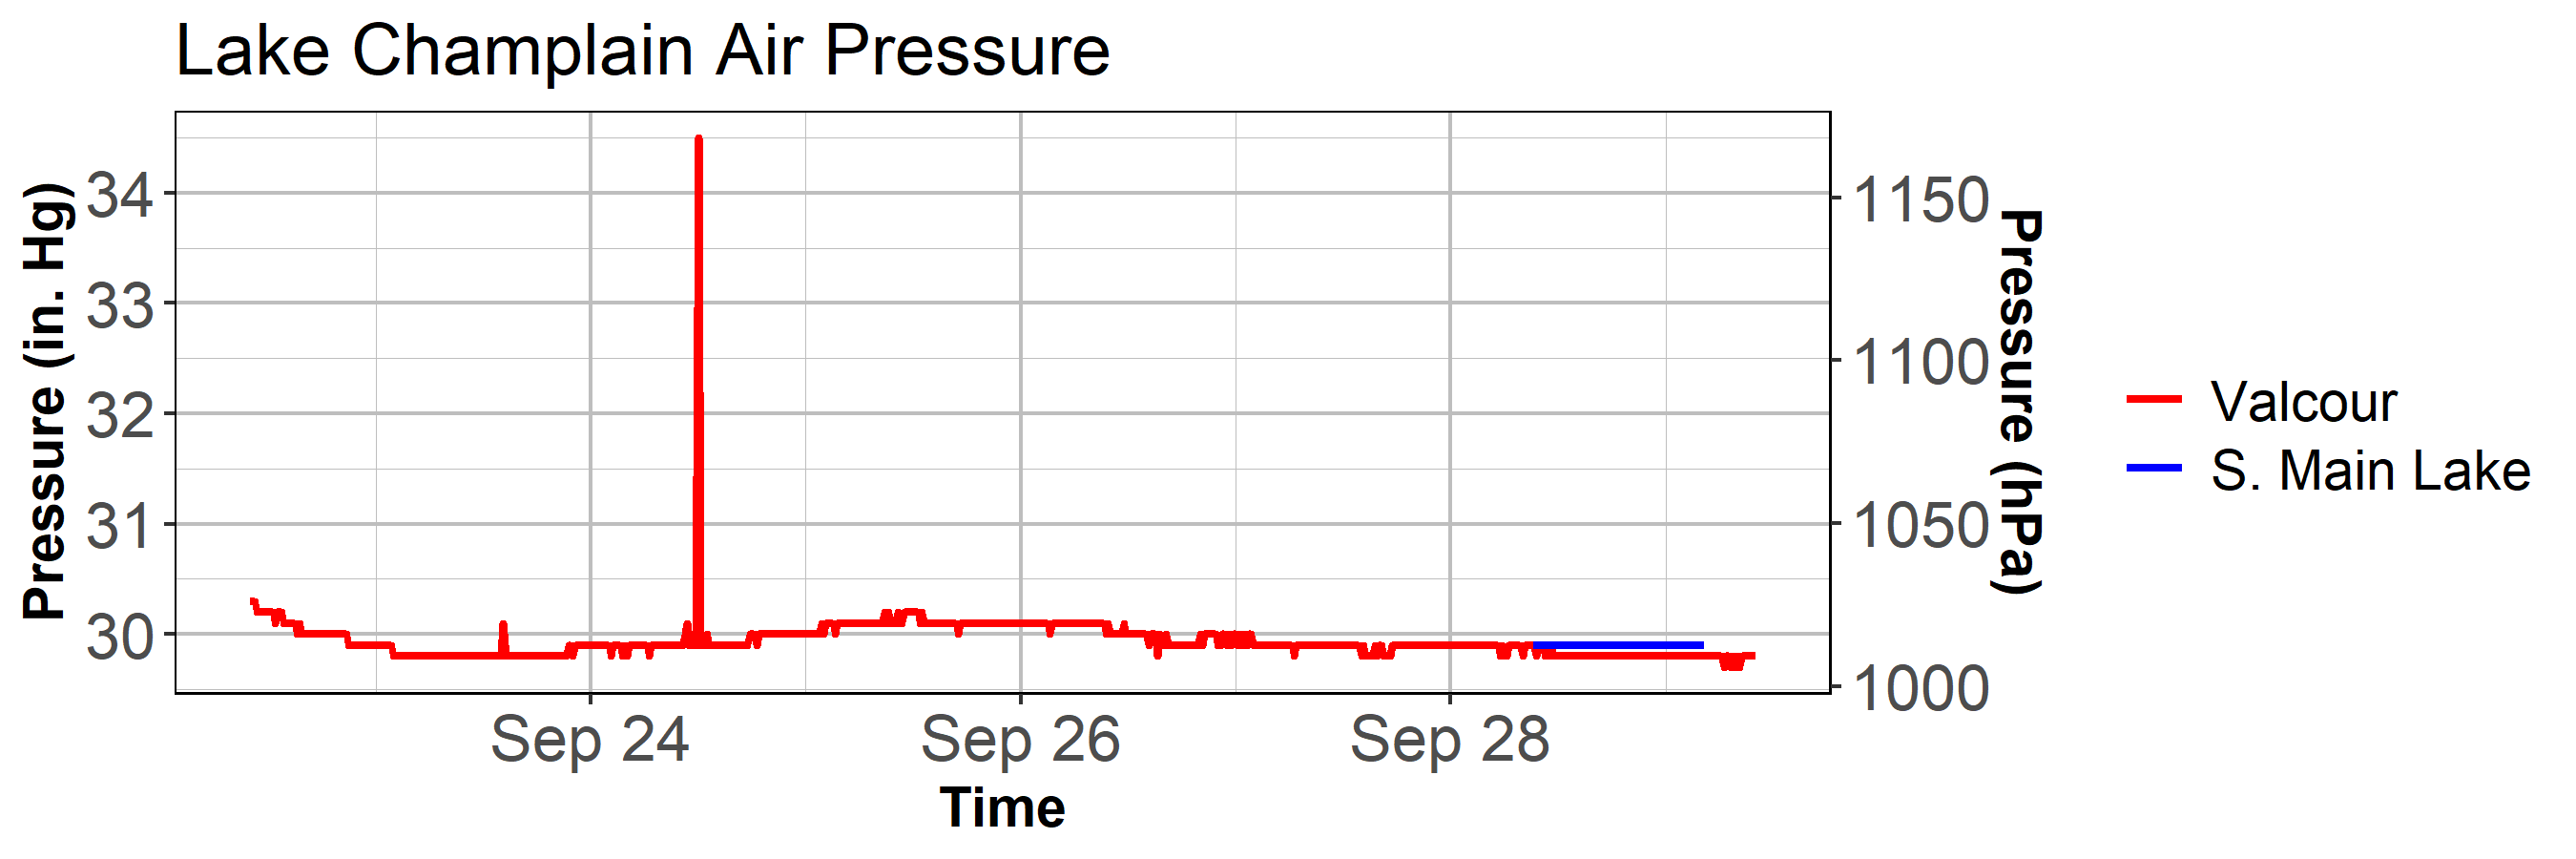 Lake Champlain Air Pressure
Pressure (in. Hg)
34
33
32
31
30
1150
1100
1050
1000
Pressure (hPa)
Sep 24
Sep 26
Sep 28
Time
Valcour
S. Main Lake